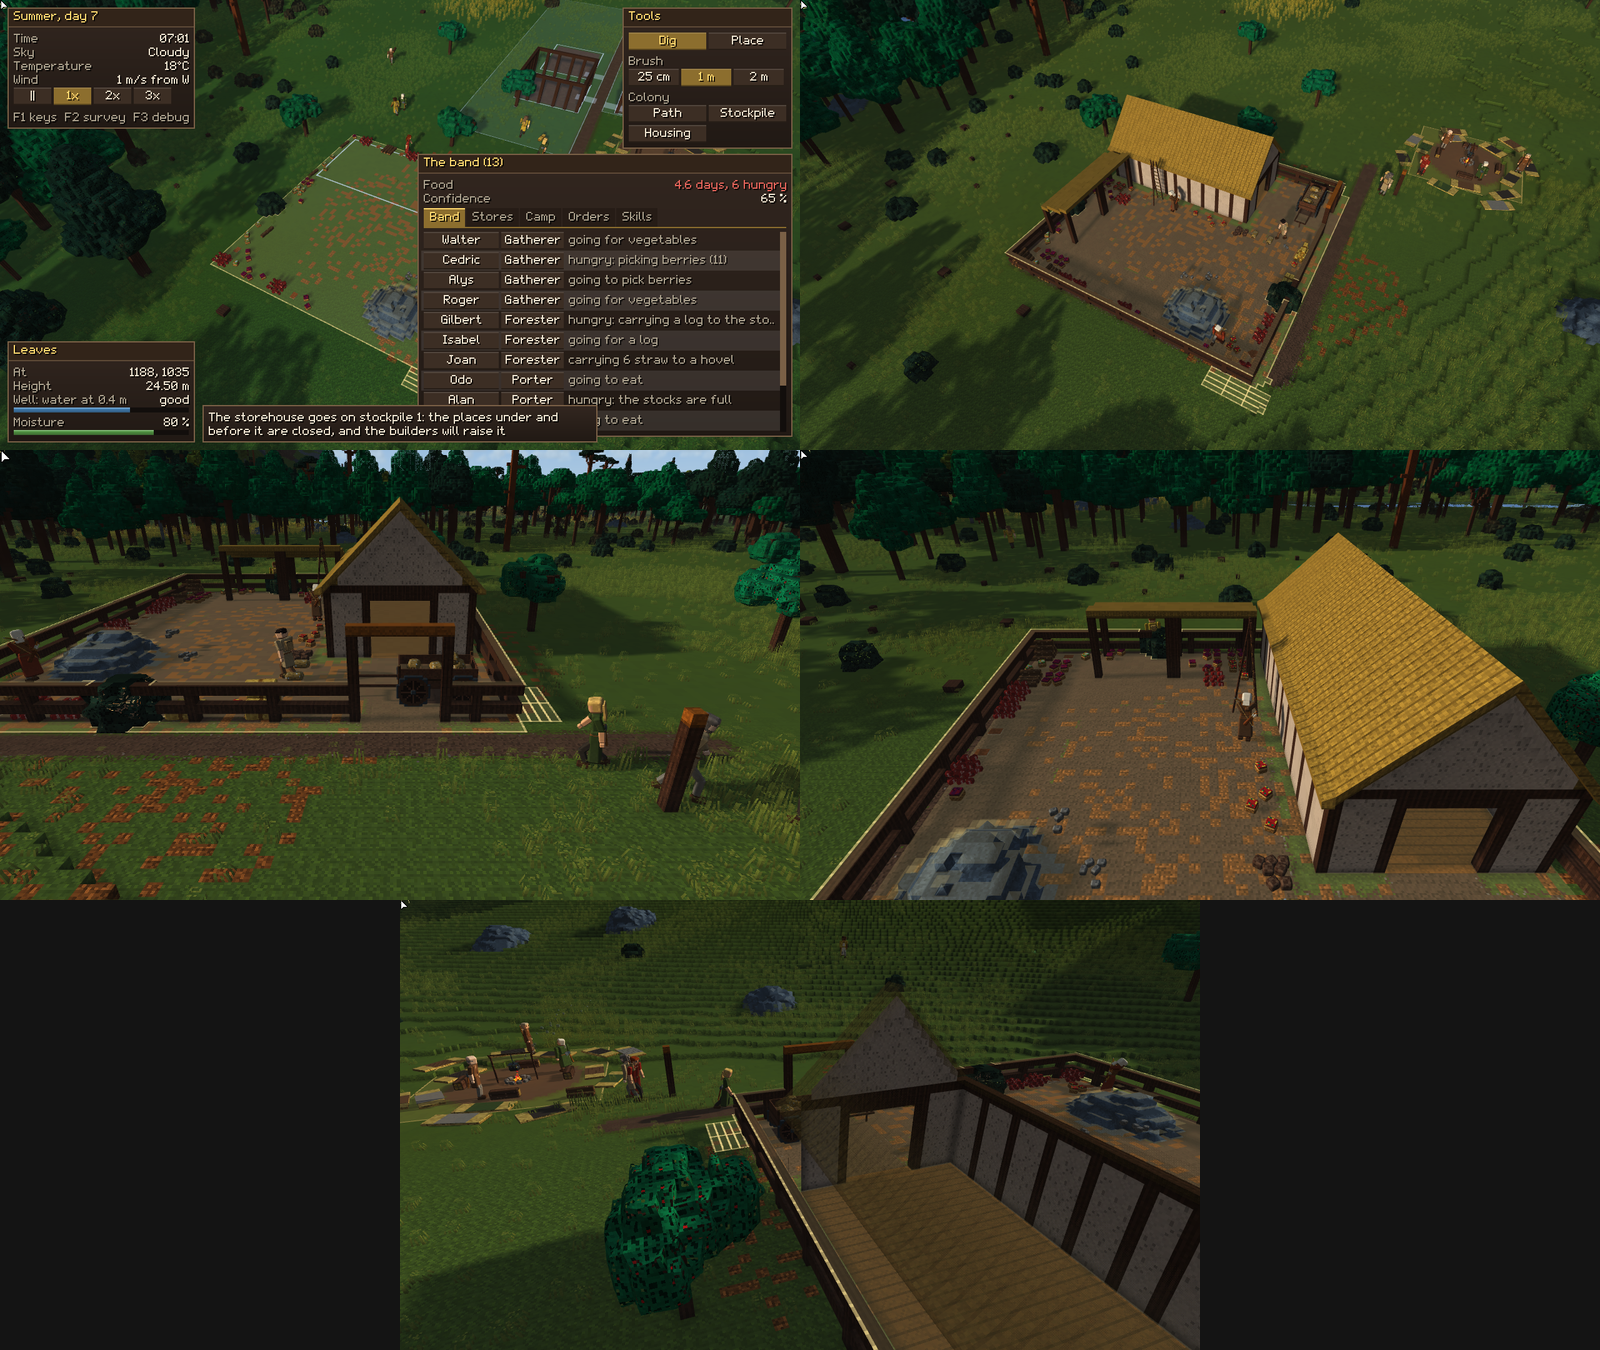 Summer, day 7
Time 07:01
Sky Cloudy
Temperature 18°C
Wind 1 m/s from W
|| 1x 2x 3x
F1 keys F2 survey F3 debug
Tools
Dig Place
Brush
25 cm 1 m 2 m
Colony
Path Stockpile
Housing
The band (13)
Food 4.6 days, 6 hungry
Confidence 65 %
Band Stores Camp Orders Skills
Walter Gatherer going for vegetables
Cedric Gatherer hungry: picking berries (11)
Alys Gatherer going to pick berries
Roger Gatherer going for vegetables
Gilbert Forester hungry: carrying a log to the sto..
Isabel Forester going for a log
Joan Forester carrying 6 straw to a hovel
Odo Porter going to eat
Alan Porter hungry: the stocks are full
g to eat
Leaves
At 1188, 1035
Height 24.50 m
Well: water at 0.4 m good
Moisture 80 %
The storehouse goes on stockpile 1: the places under and
before it are closed, and the builders will raise it